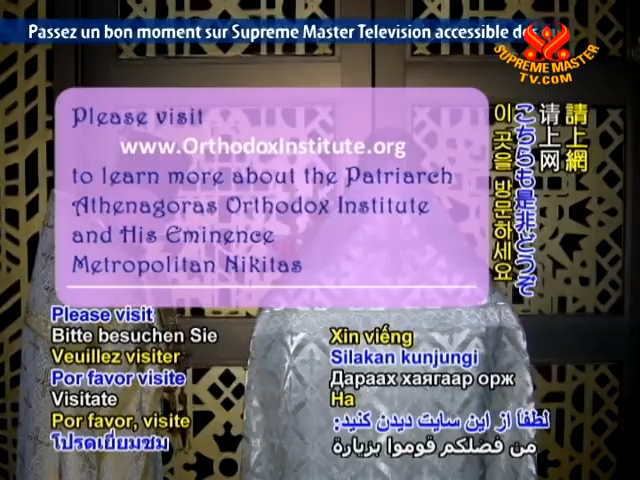 Passez un bon moment sur Supreme Master Television accessible des
SUPREME MASTER
TV.COM
Please visit
www.OrthodoxInstitute.org
to learn more about the Patriarch
Athenagoras Orthodox Institute
and His Eminence
Metropolitan Nikitas
請上網
请上网
こちらも是非どうぞ
이 곳을 방문하세요
Please visit
Bitte besuchen Sie
Veuillez visiter
Por favor visite
Visitate
Por favor, visite
โปรดเยี่ยมชม
Xin viếng
Silakan kunjungi
Дараах хаягаар орж
На
لطفاً از این سایت دیدن کنید:
من فضلكم قوموا بزيارة